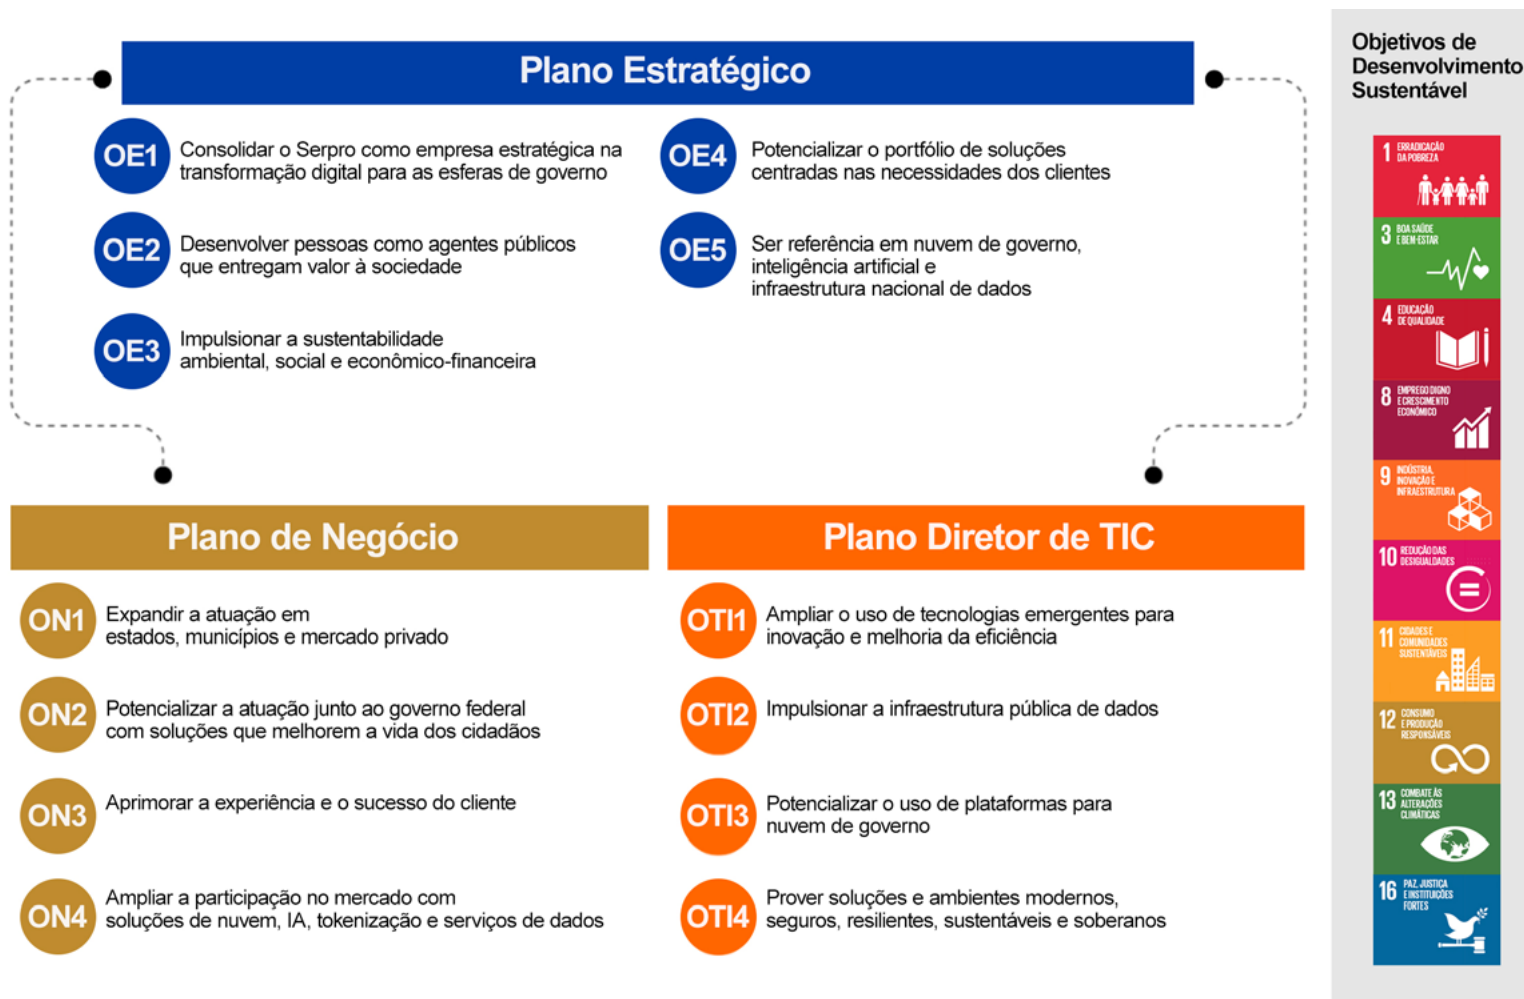 Plano Estratégico
OE1
Consolidar o Serpro como empresa estratégica na
transformação digital para as esferas de governo
OE2
Desenvolver pessoas como agentes públicos
que entregam valor à sociedade
OE3
Impulsionar a sustentabilidade
ambiental, social e econômico-financeira
OE4
Potencializar o portfólio de soluções
centradas nas necessidades dos clientes
OE5
Ser referência em nuvem de governo,
inteligência artificial e
infraestrutura nacional de dados
Plano de Negócio
ON1
Expandir a atuação em
estados, municípios e mercado privado
ON2
Potencializar a atuação junto ao governo federal
com soluções que melhorem a vida dos cidadãos
ON3
Aprimorar a experiência e o sucesso do cliente
ON4
Ampliar a participação no mercado com
soluções de nuvem, IA, tokenização e serviços de dados
Plano Diretor de TIC
OTI1
Ampliar o uso de tecnologias emergentes para
inovação e melhoria da eficiência
OTI2
Impulsionar a infraestrutura pública de dados
OTI3
Potencializar o uso de plataformas para
nuvem de governo
OTI4
Prover soluções e ambientes modernos,
seguros, resilientes, sustentáveis e soberanos
Objetivos de
Desenvolvimento
Sustentável
1 ERRADICAÇÃO
DA POBREZA
3 BOA SAÚDE
E BEM-ESTAR
4 EDUCAÇÃO
DE QUALIDADE
8 EMPREGO DIGNO
E CRESCIMENTO
ECONÓMICO
9 INDÚSTRIA,
INOVAÇÃO E
INFRAESTRUTURA
10 REDUÇÃO DAS
DESIGUALDADES
11 CIDADES E
COMUNIDADES
SUSTENTÁVEIS
12 CONSUMO
E PRODUÇÃO
RESPONSÁVEIS
13 COMBATE ÀS
ALTERAÇÕES
CLIMÁTICAS
16 PAZ, JUSTIÇA
E INSTITUIÇÕES
FORTES